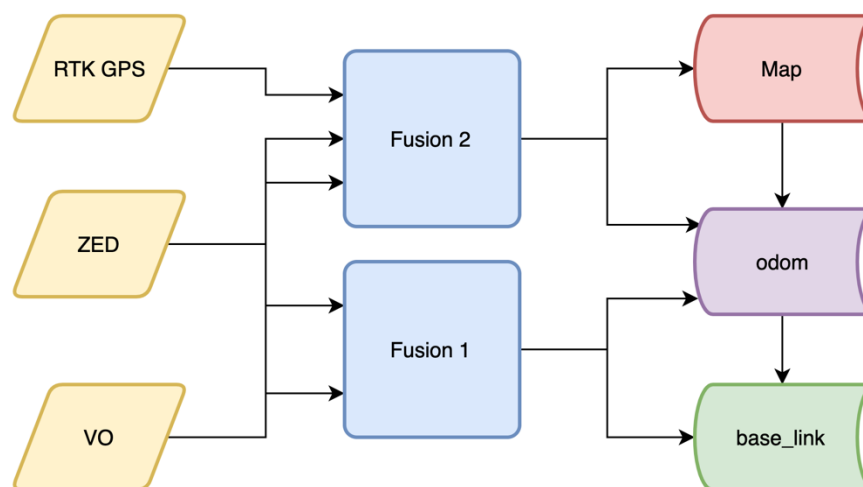 RTK GPS
Fusion 2
Map
ZED
odom
Fusion 1
VO
base_link